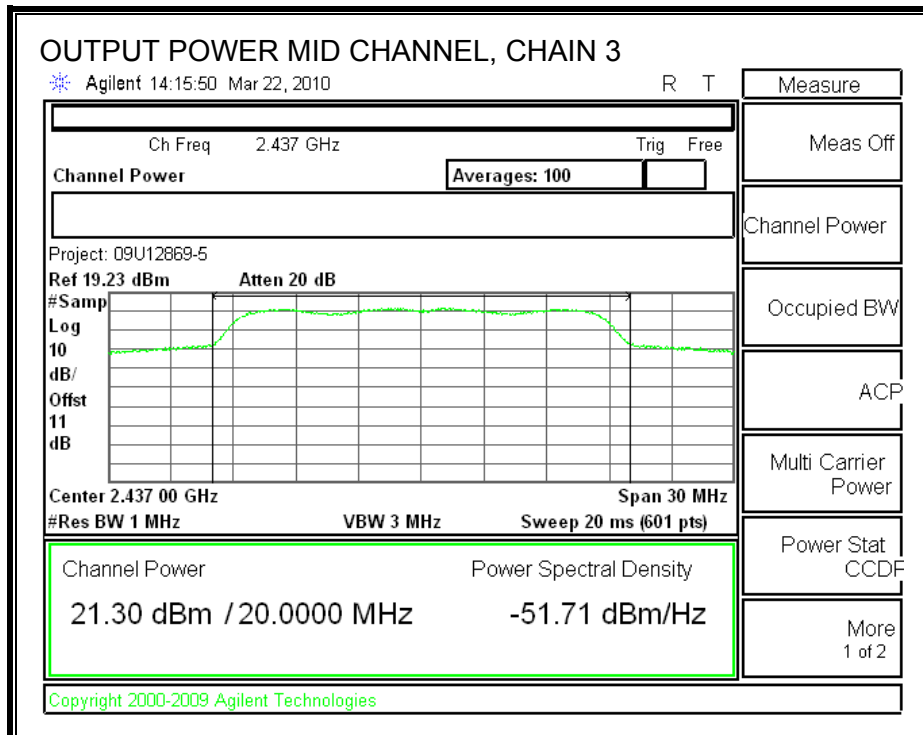 OUTPUT POWER MID CHANNEL, CHAIN 3
Agilent 14:15:50 Mar 22, 2010 R T
Measure
Ch Freq 2.437 GHz Trig Free
Channel Power Averages: 100
Project: 09U12869-5
Ref 19.23 dBm Atten 20 dB
#Samp
Log
10
dB/
Offst
11
dB
Center 2.437 00 GHz Span 30 MHz
#Res BW 1 MHz VBW 3 MHz Sweep 20 ms (601 pts)
Channel Power Power Spectral Density
21.30 dBm / 20.0000 MHz -51.71 dBm/Hz
Copyright 2000-2009 Agilent Technologies
Meas Off
Channel Power
Occupied BW
ACP
Multi Carrier
Power
Power Stat
CCDF
More
1 of 2